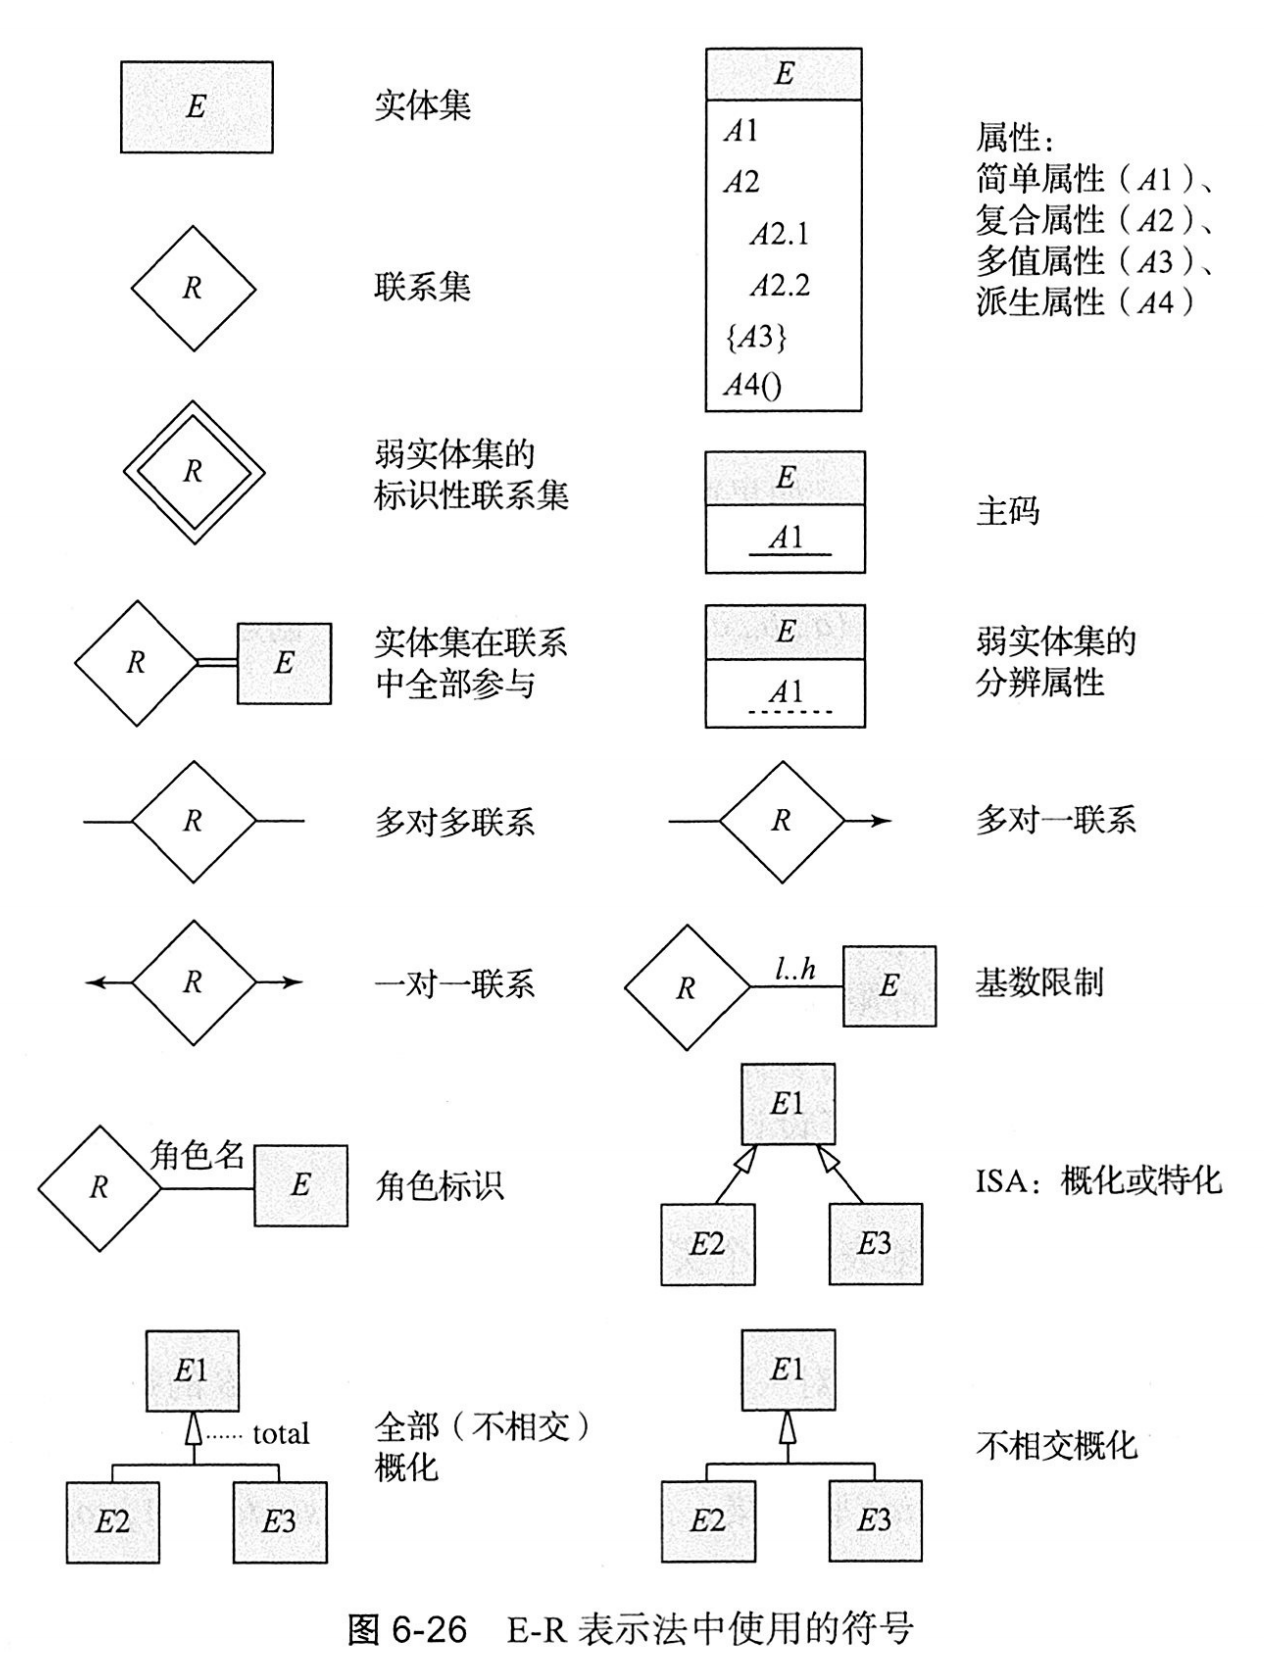 E
实体集
R
联系集
R
弱实体集的
标识性联系集
R
E
实体集在联系
中全部参与
R
多对多联系
R
一对一联系
R
角色名
E
角色标识
E1
total
E2
E3
全部（不相交）
概化
E
A1
A2
A2.1
A2.2
{A3}
A4()
属性：
简单属性（A1）、
复合属性（A2）、
多值属性（A3）、
派生属性（A4）
E
A1
主码
E
A1
弱实体集的
分辨属性
R
多对一联系
R
l..h
E
基数限制
E1
E2
E3
ISA：概化或特化
E1
E2
E3
不相交概化
图 6-26 E-R 表示法中使用的符号